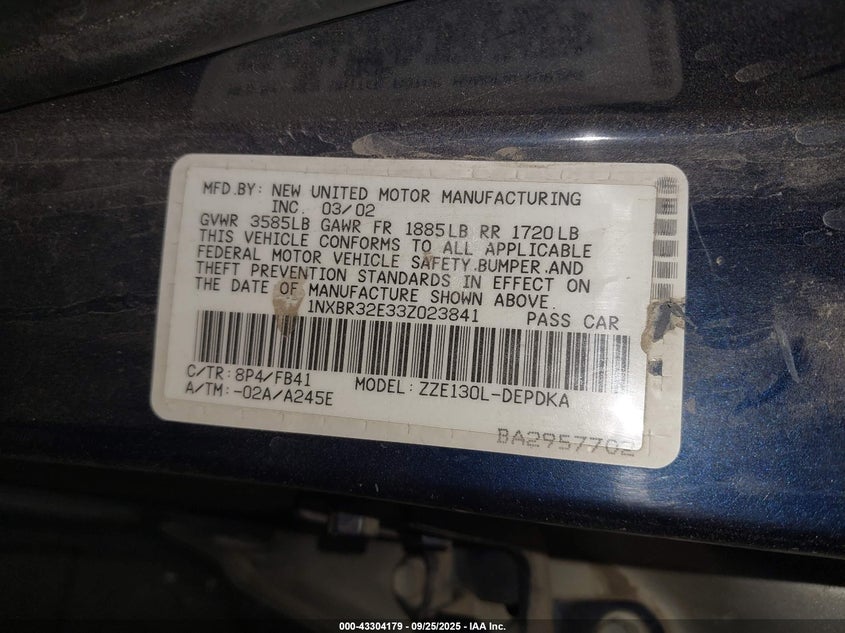 MFD.BY: NEW UNITED MOTOR MANUFACTURING
INC. 03/02
GVWR 3585LB GAWR FR 1885LB RR 1720LB
THIS VEHICLE CONFORMS TO ALL APPLICABLE
FEDERAL MOTOR VEHICLE SAFETY,BUMPER,AND
THEFT PREVENTION STANDARDS IN EFFECT ON
THE DATE OF MANUFACTURE SHOWN ABOVE.
1NXBR32E33Z023841 PASS CAR
C/TR: 8P4/FB41 MODEL: ZZE130L-DEPDKA
A/TM: -02A/A245E
BA2957702
000-43304179 - 09/25/2025 - IAA Inc.